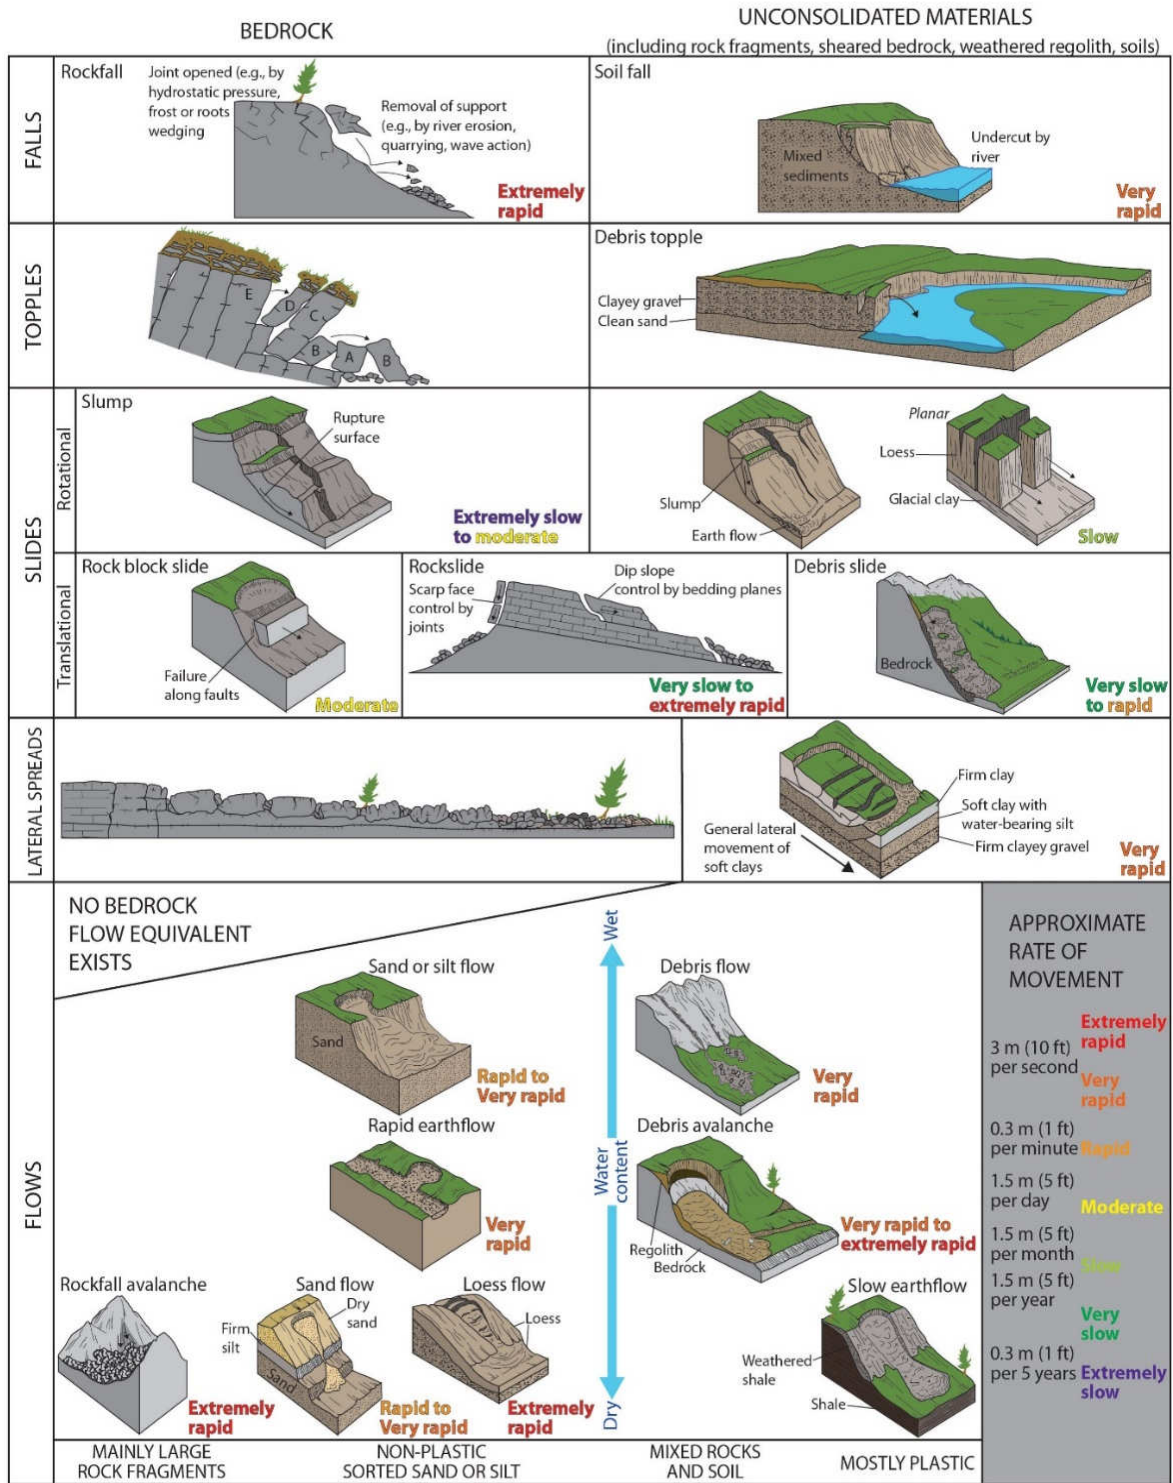 BEDROCK
UNCONSOLIDATED MATERIALS
(including rock fragments, sheared bedrock, weathered regolith, soils)
FALLS
Rockfall
Joint opened (e.g., by
hydrostatic pressure,
frost or roots
wedging
Removal of support
(e.g., by river erosion,
quarrying, wave action)
Extremely
rapid
Soil fall
Mixed
sediments
Undercut by
river
Very
rapid
TOPPLES
E
D
C
B
A
B
Debris topple
Clayey gravel
Clean sand
SLIDES
Rotational
Slump
Rupture
surface
Extremely slow
to moderate
Slump
Earth flow
Planar
Loess
Glacial clay
Slow
Translational
Rock block slide
Failure
along faults
Moderate
Rockslide
Scarp face
control by
joints
Dip slope
control by bedding planes
Very slow to
extremely rapid
Debris slide
Bedrock
Very slow
to rapid
LATERAL SPREADS
General lateral
movement of
soft clays
Firm clay
Soft clay with
water-bearing silt
Firm clayey gravel
Very
rapid
FLOWS
NO BEDROCK
FLOW EQUIVALENT
EXISTS
Sand or silt flow
Sand
Rapid to
Very rapid
Wet
Water
content
Dry
Debris flow
Very
rapid
Rapid earthflow
Very
rapid
Debris avalanche
Regolith
Bedrock
Very rapid to
extremely rapid
Rockfall avalanche
Extremely
rapid
Sand flow
Dry
sand
Firm
silt
Sand
Rapid to
Very rapid
Loess flow
Loess
Extremely
rapid
Slow earthflow
Weathered
shale
Shale
MAINLY LARGE
ROCK FRAGMENTS
NON-PLASTIC
SORTED SAND OR SILT
MIXED ROCKS
AND SOIL
MOSTLY PLASTIC
APPROXIMATE
RATE OF
MOVEMENT
Extremely
rapid
3 m (10 ft)
per second
Very
rapid
0.3 m (1 ft)
per minute
Rapid
1.5 m (5 ft)
per day
Moderate
1.5 m (5 ft)
per month
Slow
1.5 m (5 ft)
per year
Very
slow
0.3 m (1 ft)
per 5 years
Extremely
slow